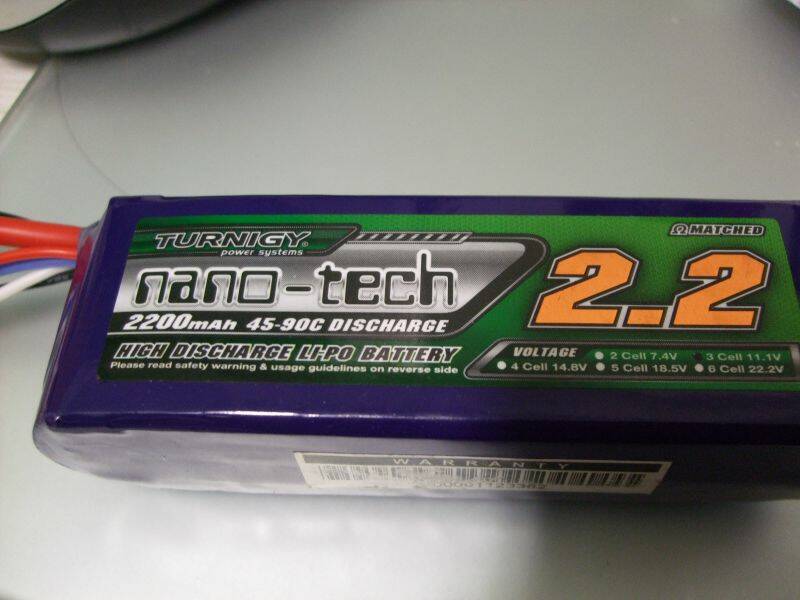 TURNIGY®
power systems
Ω MATCHED
nano-tech
2.2
2200mAh 45-90C DISCHARGE
HIGH DISCHARGE LI-PO BATTERY
Please read safety warning & usage guidelines on reverse side
VOLTAGE 2 Cell 7.4V 3 Cell 11.1V
4 Cell 14.8V 5 Cell 18.5V 6 Cell 22.2V
WARRANTY